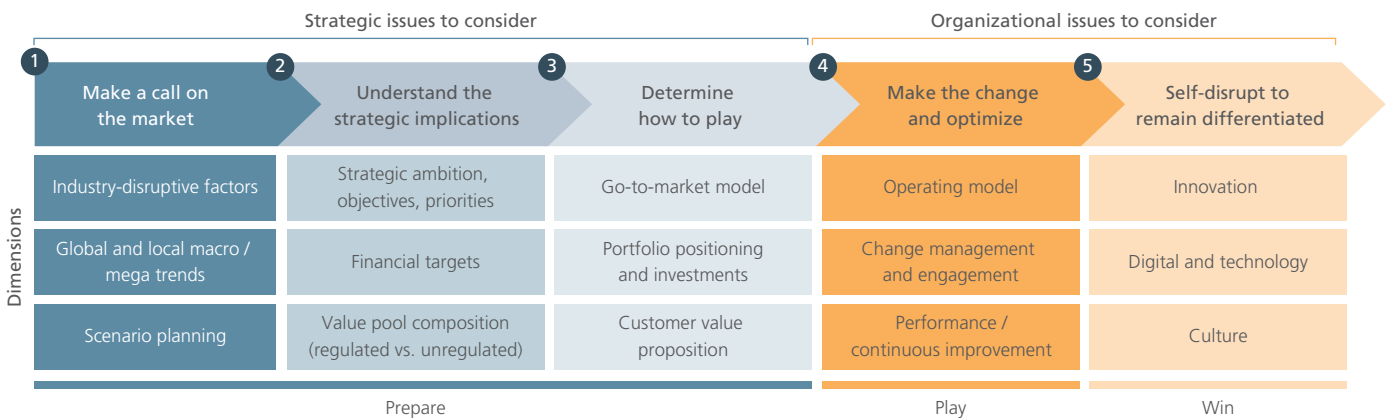 Strategic issues to consider
Organizational issues to consider
1
2
3
4
5
Make a call on
the market
Understand the
strategic implications
Determine
how to play
Make the change
and optimize
Self-disrupt to
remain differentiated
Dimensions
Industry-disruptive factors
Strategic ambition,
objectives, priorities
Go-to-market model
Operating model
Innovation
Global and local macro /
mega trends
Financial targets
Portfolio positioning
and investments
Change management
and engagement
Digital and technology
Scenario planning
Value pool composition
(regulated vs. unregulated)
Customer value
proposition
Performance /
continuous improvement
Culture
Prepare
Play
Win